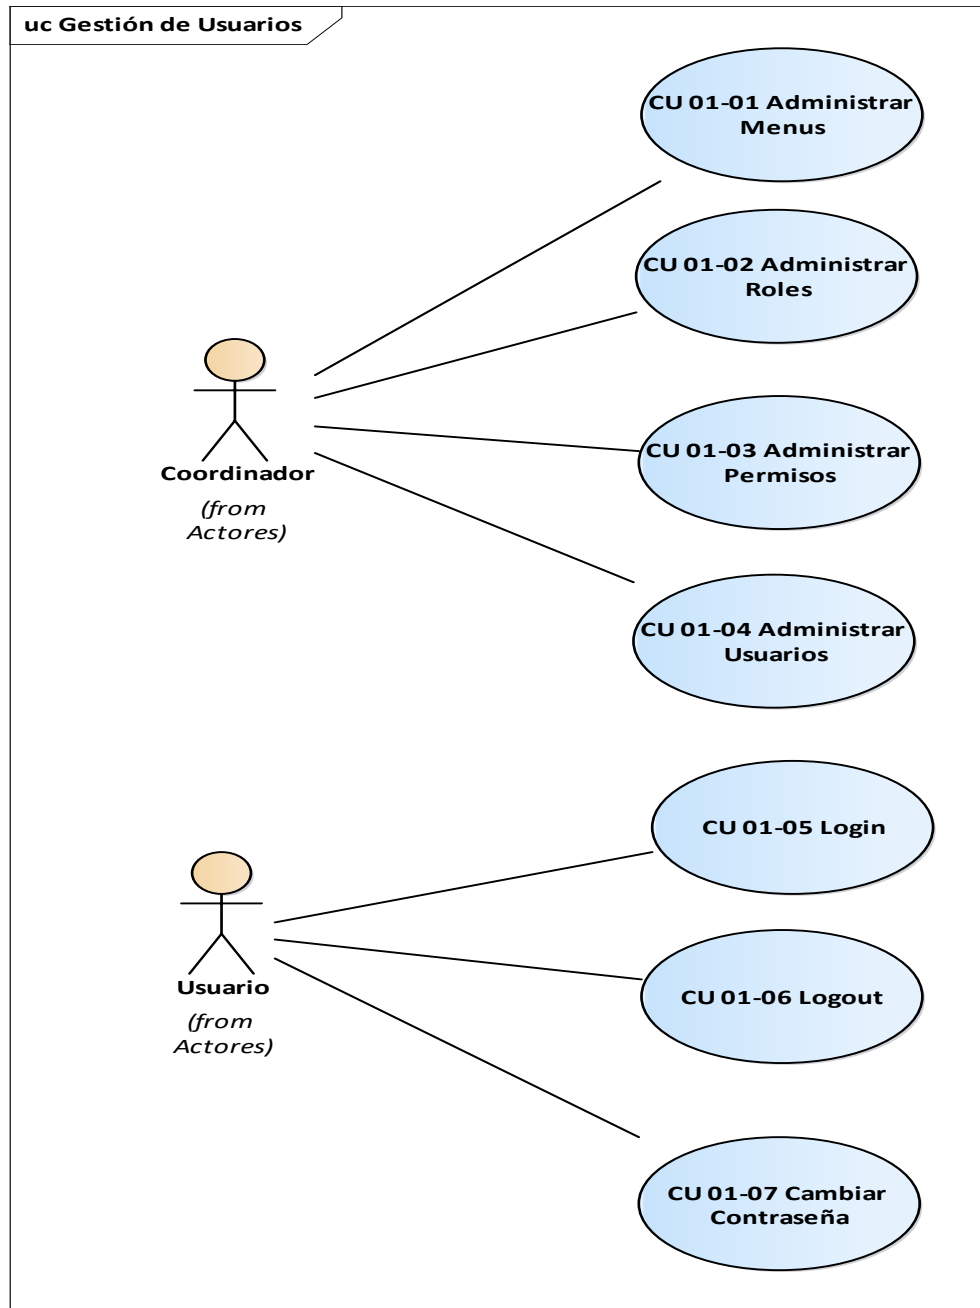 uc Gestión de Usuarios
CU 01-01 Administrar
Menus
CU 01-02 Administrar
Roles
Coordinador
(from
Actores)
CU 01-03 Administrar
Permisos
CU 01-04 Administrar
Usuarios
CU 01-05 Login
Usuario
(from
Actores)
CU 01-06 Logout
CU 01-07 Cambiar
Contraseña